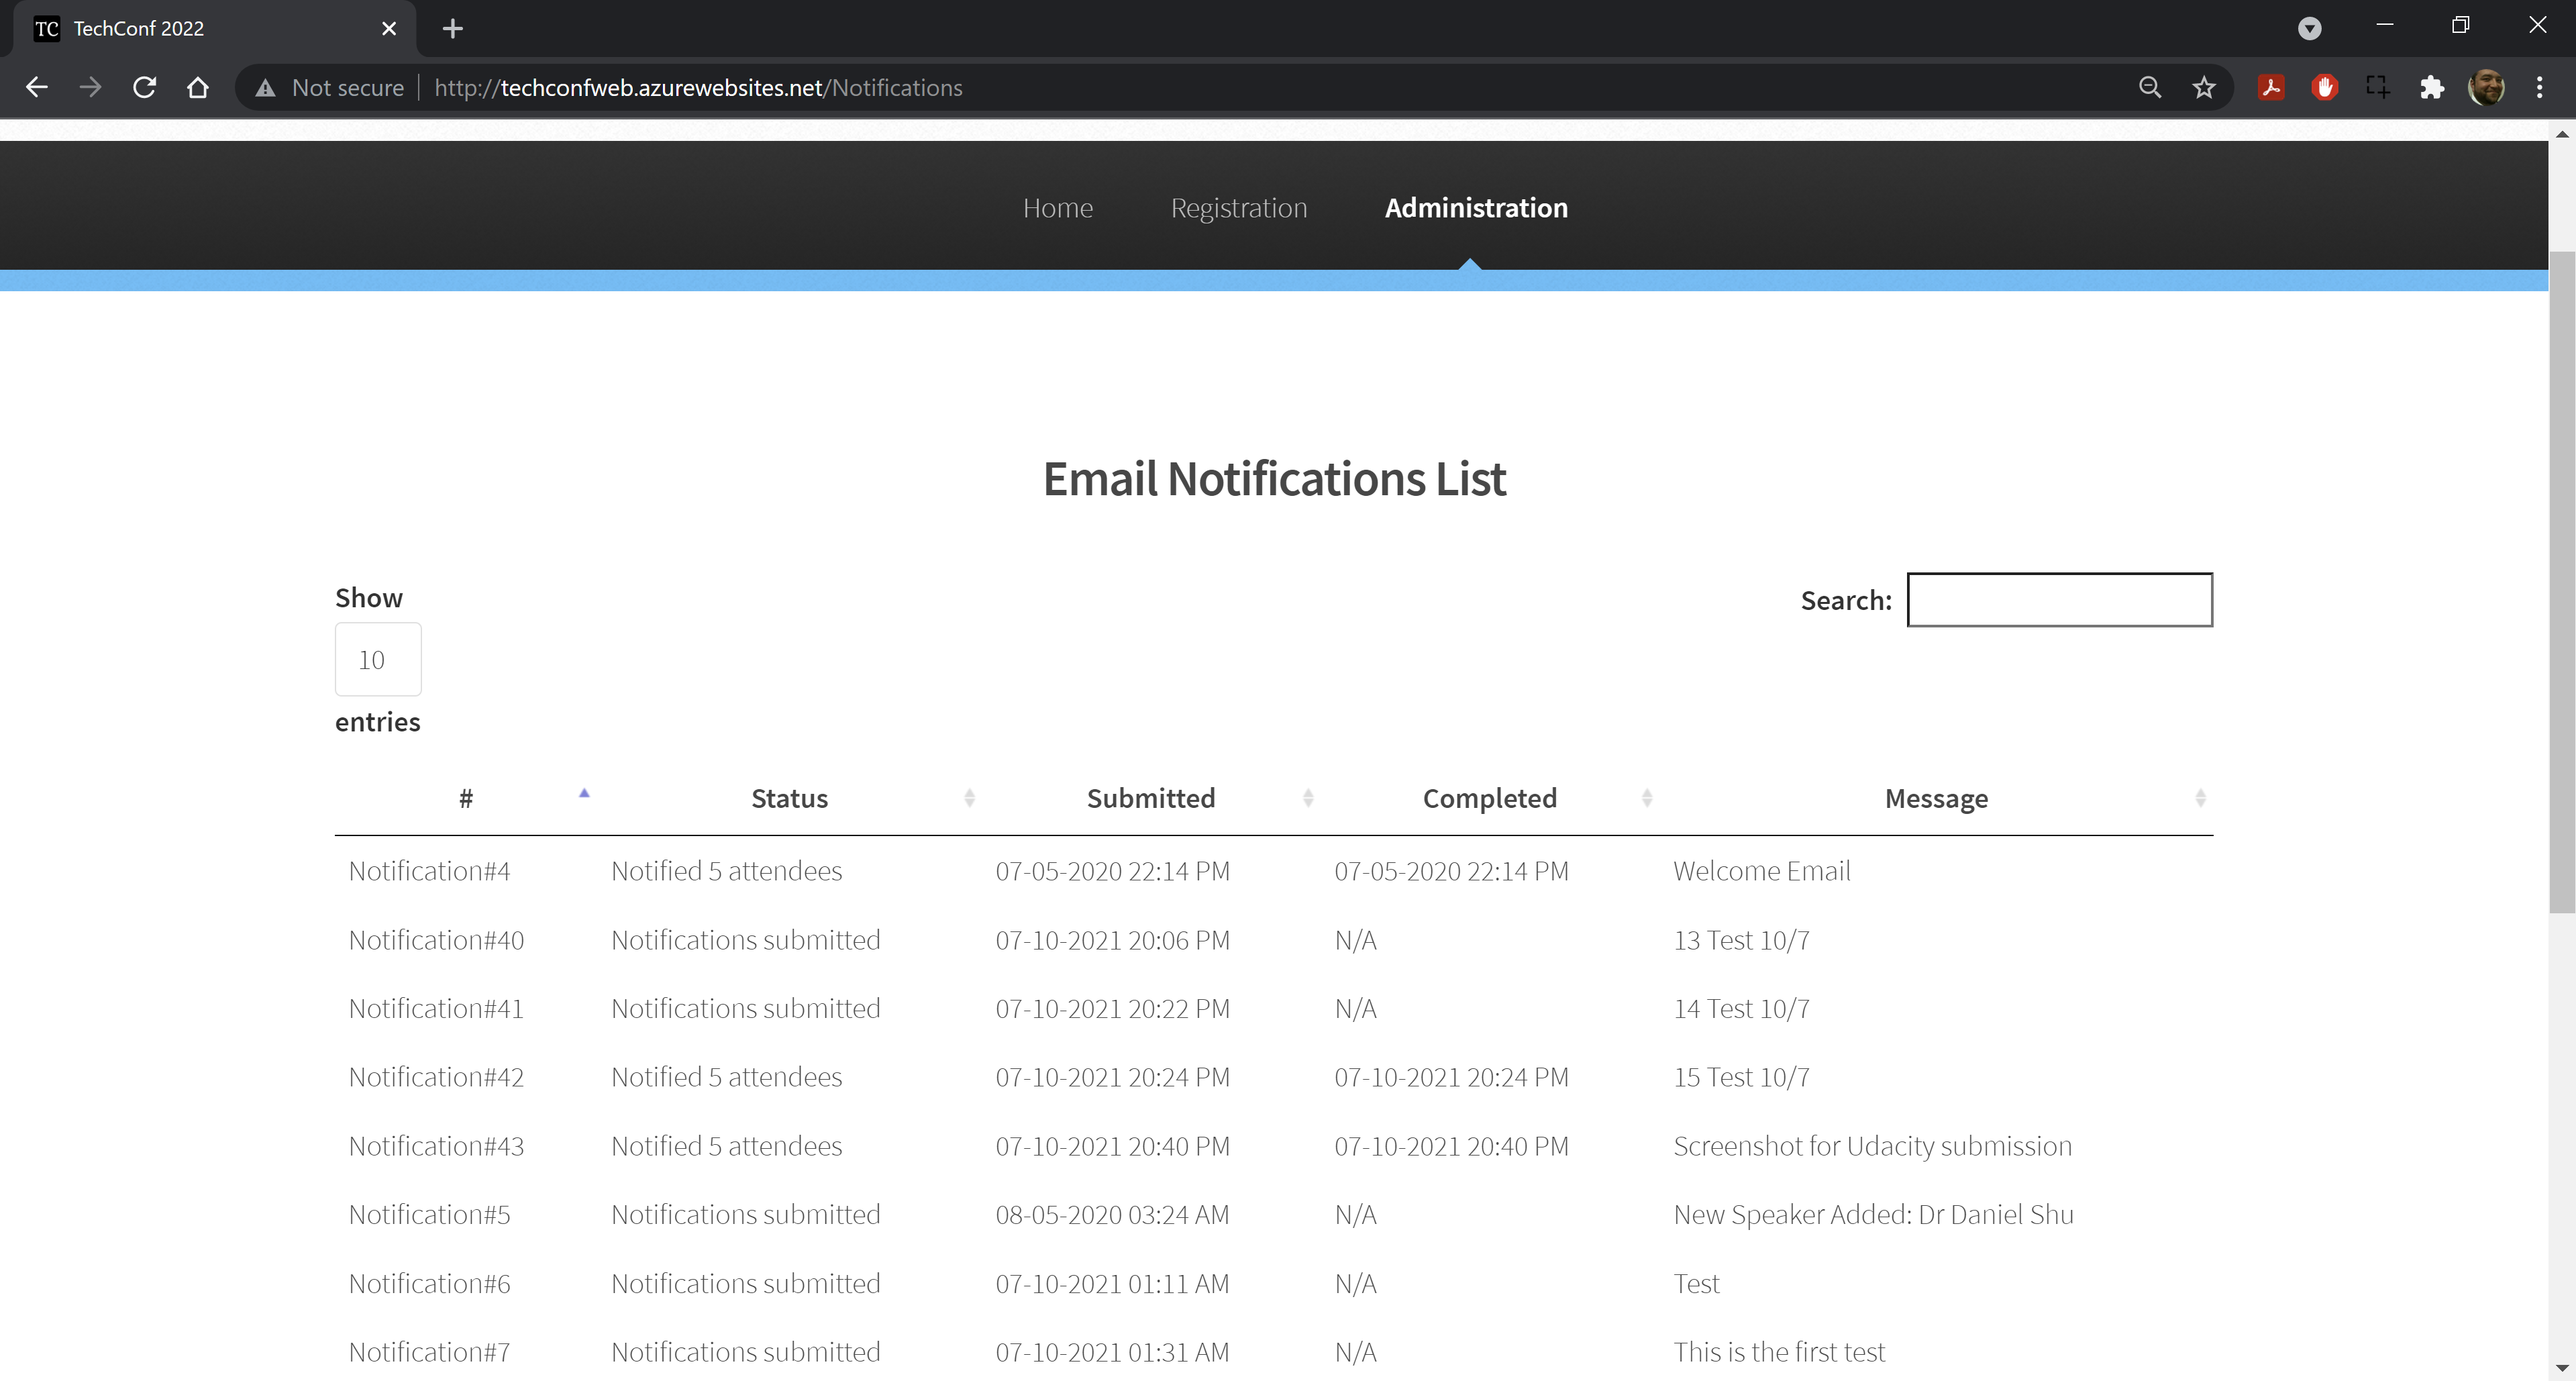 TC TechConf 2022
Not secure http://techconfweb.azurewebsites.net/Notifications
Home Registration Administration
Email Notifications List
Show
Search:
10
entries
# Status Submitted Completed Message
Notification#4 Notified 5 attendees 07-05-2020 22:14 PM 07-05-2020 22:14 PM Welcome Email
Notification#40 Notifications submitted 07-10-2021 20:06 PM N/A 13 Test 10/7
Notification#41 Notifications submitted 07-10-2021 20:22 PM N/A 14 Test 10/7
Notification#42 Notified 5 attendees 07-10-2021 20:24 PM 07-10-2021 20:24 PM 15 Test 10/7
Notification#43 Notified 5 attendees 07-10-2021 20:40 PM 07-10-2021 20:40 PM Screenshot for Udacity submission
Notification#5 Notifications submitted 08-05-2020 03:24 AM N/A New Speaker Added: Dr Daniel Shu
Notification#6 Notifications submitted 07-10-2021 01:11 AM N/A Test
Notification#7 Notifications submitted 07-10-2021 01:31 AM N/A This is the first test